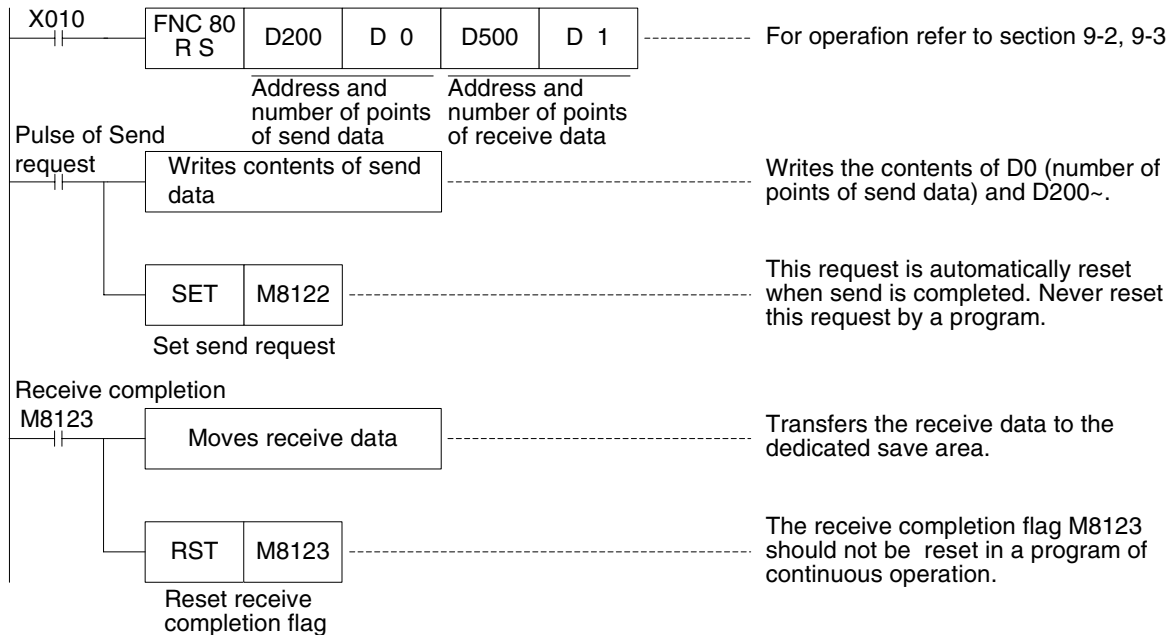 X010
FNC 80
R S
D200
D 0
D500
D 1
For operafion refer to section 9-2, 9-3
Address and
number of points
of send data
Address and
number of points
of receive data
Pulse of Send
request
Writes contents of send
data
Writes the contents of D0 (number of
points of send data) and D200~.
SET
M8122
This request is automatically reset
when send is completed. Never reset
this request by a program.
Set send request
Receive completion
M8123
Moves receive data
Transfers the receive data to the
dedicated save area.
RST
M8123
The receive completion flag M8123
should not be reset in a program of
continuous operation.
Reset receive
completion flag